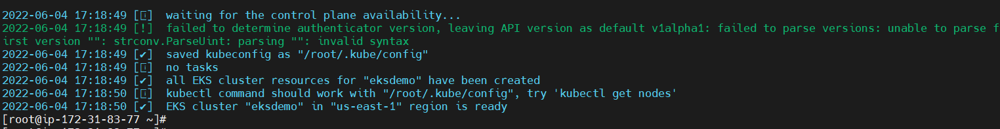 2022-06-04 17:18:49 [ℹ]  waiting for the control plane availability...
2022-06-04 17:18:49 [!]  failed to determine authenticator version, leaving API version as default v1alpha1: failed to parse versions: unable to parse f
irst version "": strconv.ParseUint: parsing "": invalid syntax
2022-06-04 17:18:49 [✔]  saved kubeconfig as "/root/.kube/config"
2022-06-04 17:18:49 [ℹ]  no tasks
2022-06-04 17:18:49 [✔]  all EKS cluster resources for "eksdemo" have been created
2022-06-04 17:18:50 [ℹ]  kubectl command should work with "/root/.kube/config", try 'kubectl get nodes'
2022-06-04 17:18:50 [✔]  EKS cluster "eksdemo" in "us-east-1" region is ready
[root@ip-172-31-83-77 ~]#